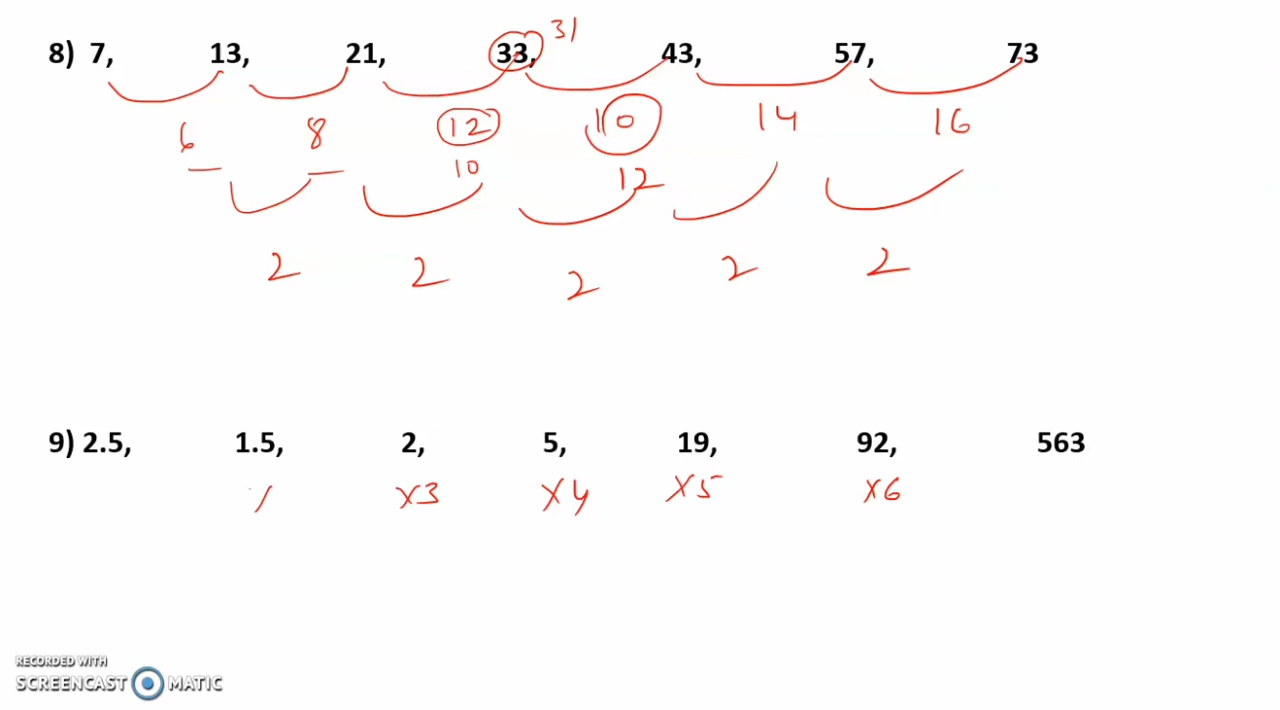 31
8) 7, 13, 21, 33, 43, 57, 73
6 8 12 10 14 16
10 12
2 2 2 2 2
9) 2.5, 1.5, 2, 5, 19, 92, 563
X3 X4 X5 X6
RECORDED WITH
SCREENCAST MATIC